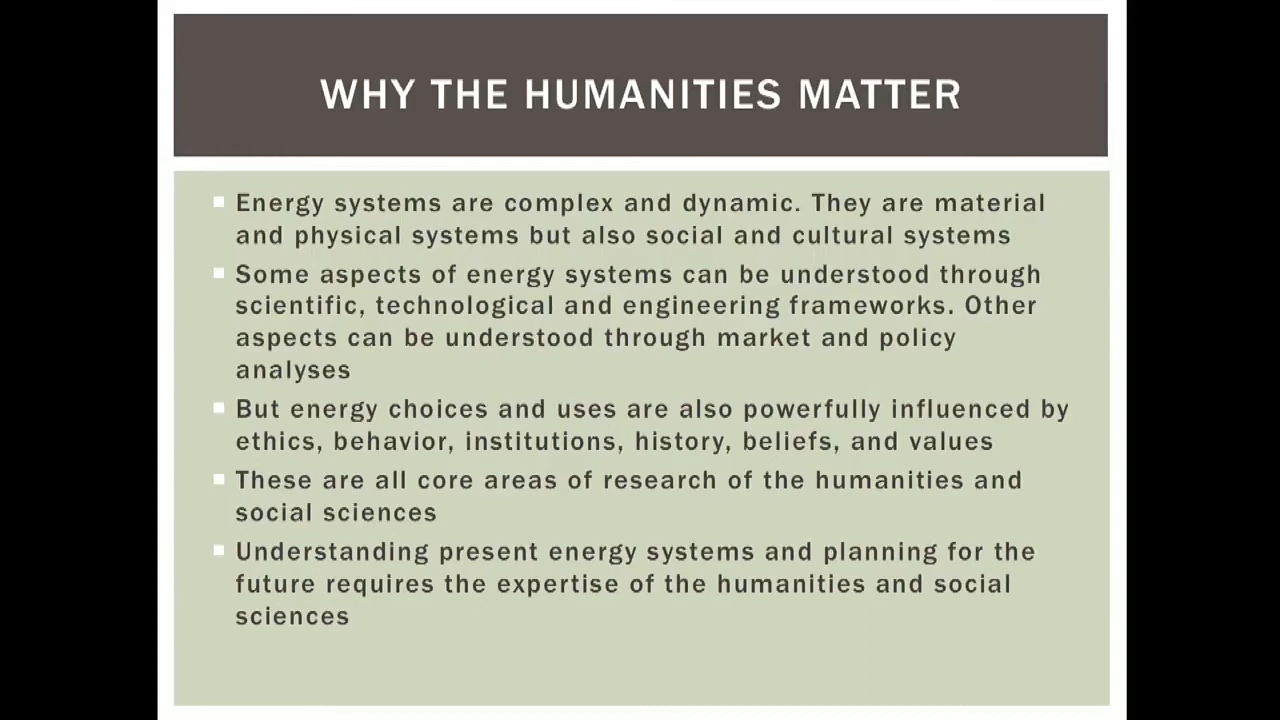 WHY THE HUMANITIES MATTER
Energy systems are complex and dynamic. They are material
and physical systems but also social and cultural systems
Some aspects of energy systems can be understood through
scientific, technological and engineering frameworks. Other
aspects can be understood through market and policy
analyses
But energy choices and uses are also powerfully influenced by
ethics, behavior, institutions, history, beliefs, and values
These are all core areas of research of the humanities and
social sciences
Understanding present energy systems and planning for the
future requires the expertise of the humanities and social
sciences